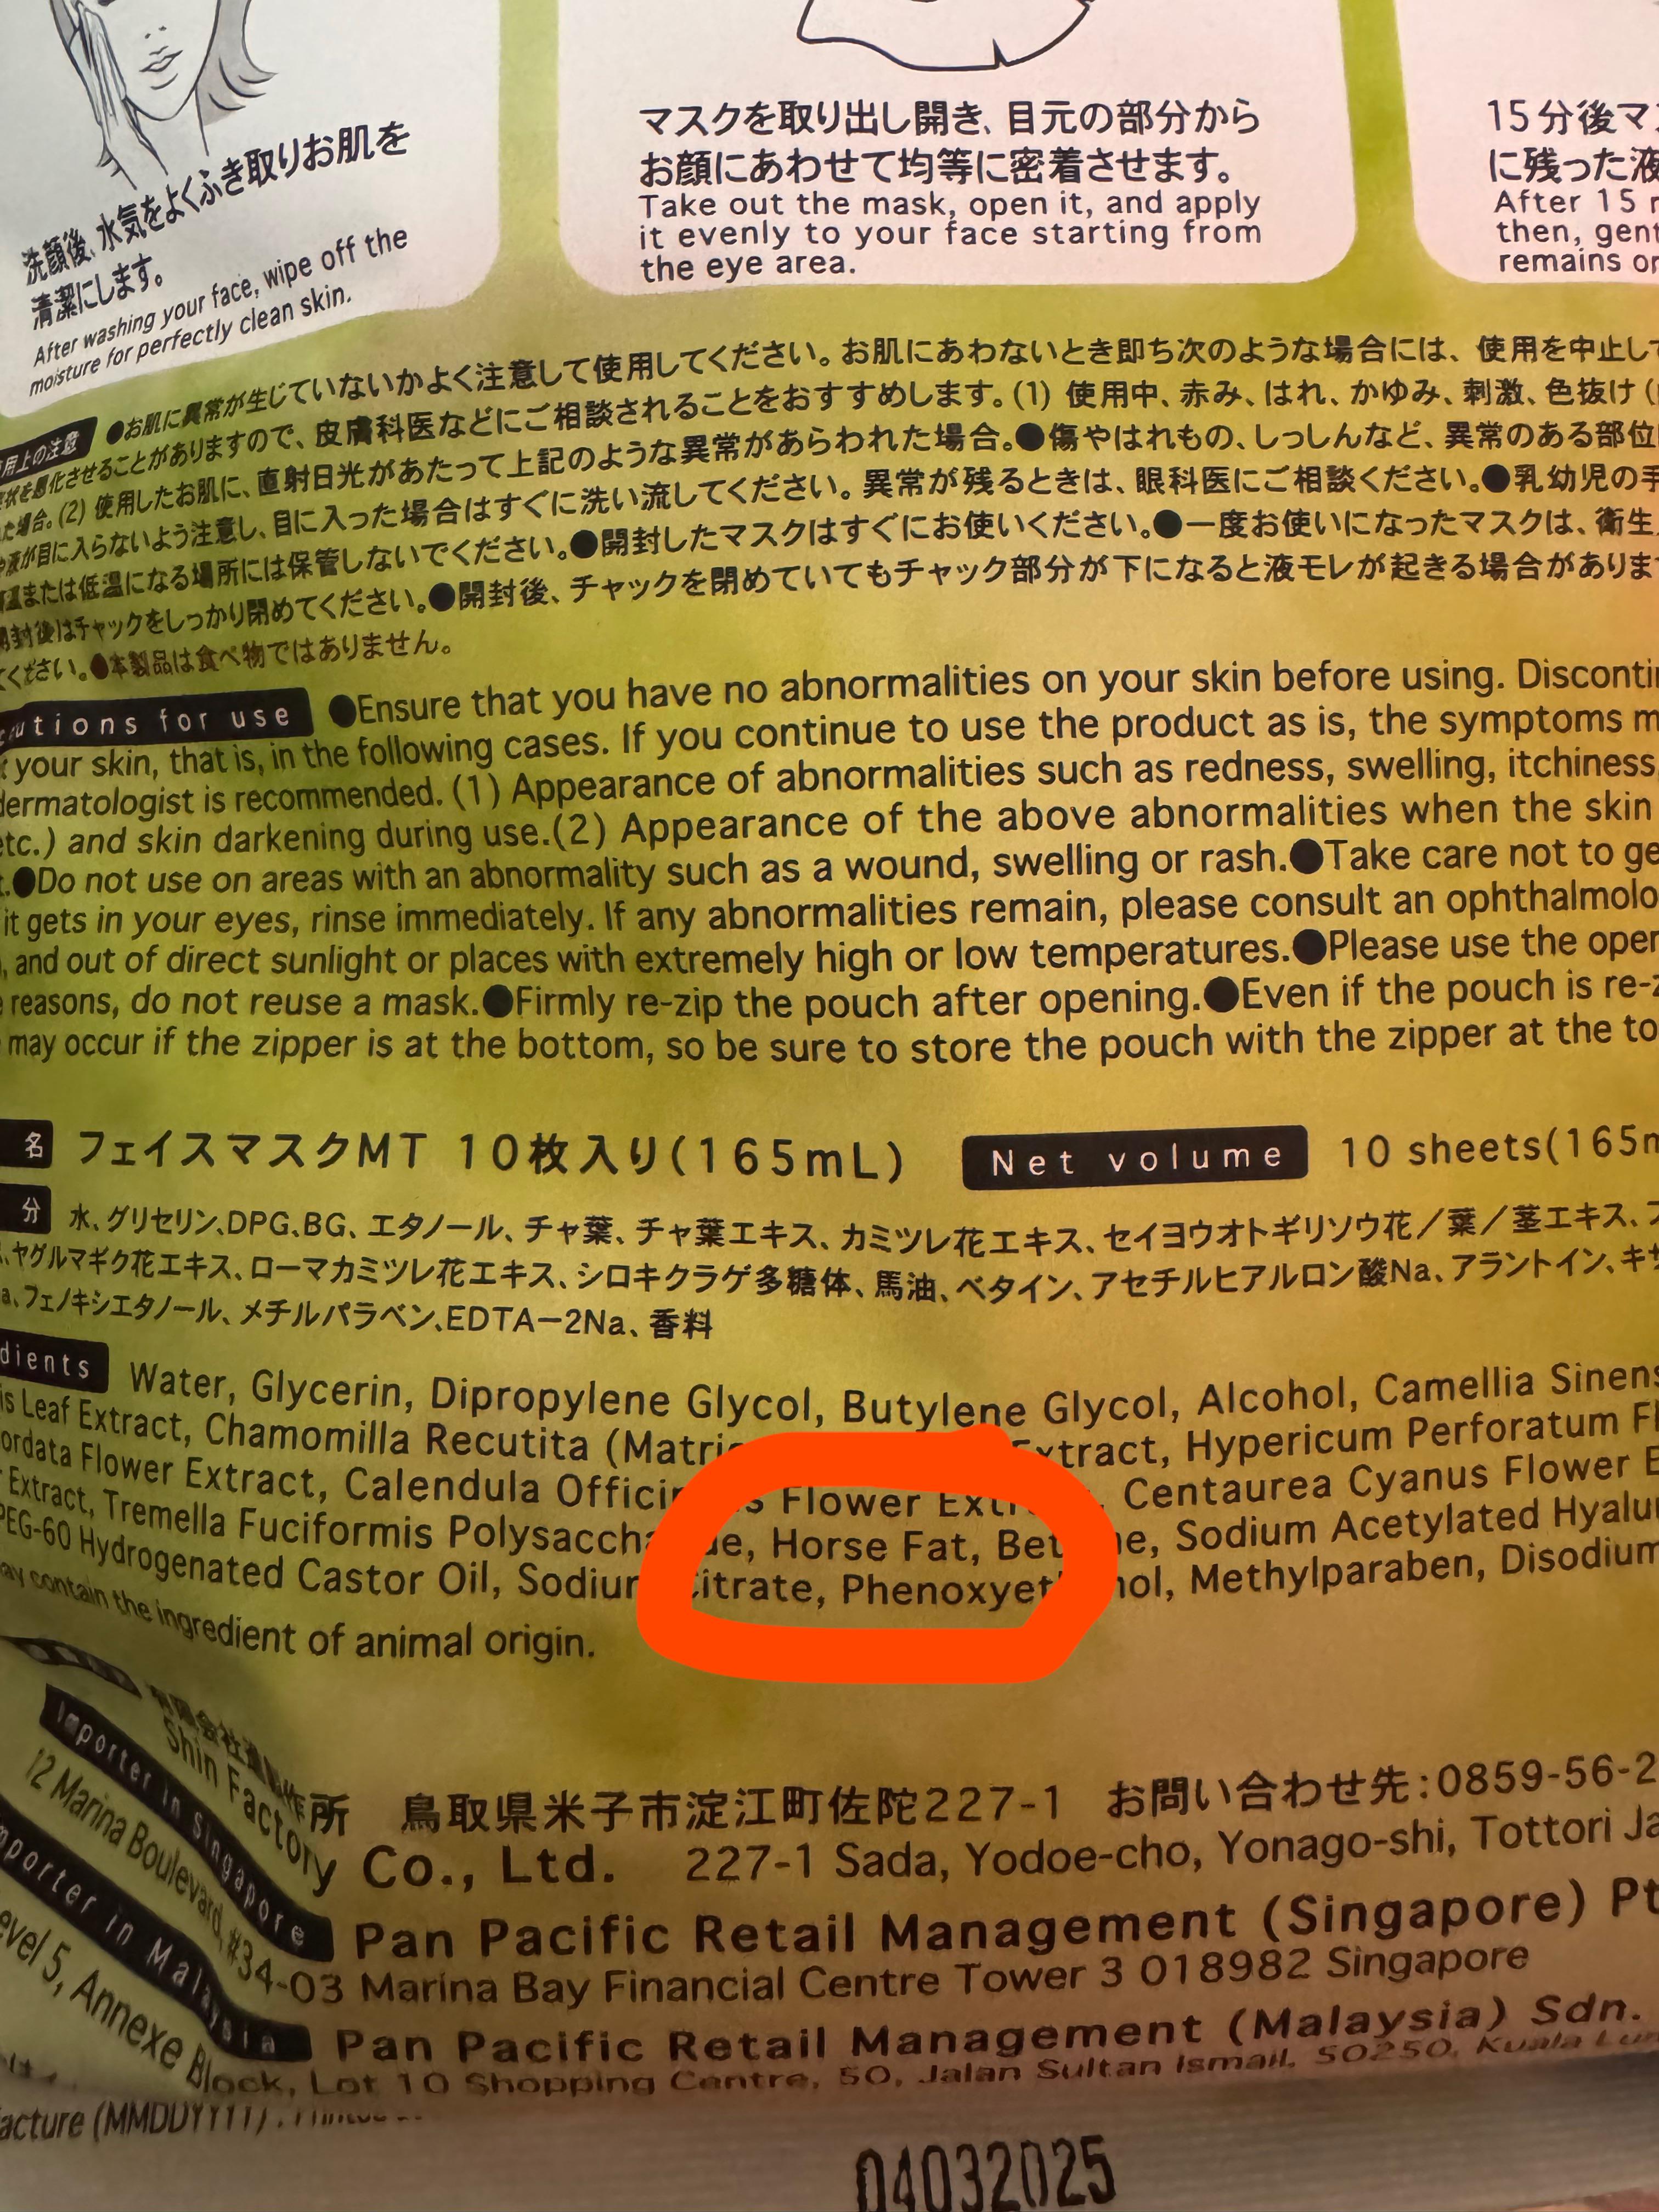 洗顔後、水気をよくふき取りお肌を
清潔にします。
After washing your face, wipe off the
moisture for perfectly clean skin.
マスクを取り出し開き、目元の部分から
お顔にあわせて均等に密着させます。
Take out the mask, open it, and apply
it evenly to your face starting from
the eye area.
15分後マ
に残った液
After 15
then, gent
remains or
用上の注意 ●お肌に異常が生じていないかよく注意して使用してください。お肌にあわないとき即ち次のような場合には、使用を中止して
症状を悪化させることがありますので、皮膚科医などにご相談されることをおすすめします。(1) 使用中、赤み、はれ、かゆみ、刺激、色抜け(
た場合。(2) 使用したお肌に、直射日光があたって上記のような異常があらわれた場合。●傷やはれもの、しっしんなど、異常のある部位
液が目に入らないよう注意し、目に入った場合はすぐに洗い流してください。異常が残るときは、眼科医にご相談ください。●乳幼児の手
温または低温になる場所には保管しないでください。●開封したマスクはすぐにお使いください。●一度お使いになったマスクは、衛生
開封後はチャックをしっかり閉めてください。●開封後、チャックを閉めていてもチャック部分が下になると液モレが起きる場合がありま
てください。●本製品は食べ物ではありません。
utions for use ●Ensure that you have no abnormalities on your skin before using. Discontin
your skin, that is, in the following cases. If you continue to use the product as is, the symptoms m
dermatologist is recommended. (1) Appearance of abnormalities such as redness, swelling, itchiness,
etc.) and skin darkening during use.(2) Appearance of the above abnormalities when the skin
t.●Do not use on areas with an abnormality such as a wound, swelling or rash.●Take care not to ge
it gets in your eyes, rinse immediately. If any abnormalities remain, please consult an ophthalmolo
, and out of direct sunlight or places with extremely high or low temperatures.●Please use the open
reasons, do not reuse a mask.●Firmly re-zip the pouch after opening.●Even if the pouch is re-z
may occur if the zipper is at the bottom, so be sure to store the pouch with the zipper at the to
名 フェイスマスクMT 10枚入り(165mL) Net volume 10 sheets(165m
分 水、グリセリン、DPG、BG、エタノール、チャ葉、チャ葉エキス、カミツレ花エキス、セイヨウオトギリソウ花／葉／茎エキス、フ
、ヤグルマギク花エキス、ローマカミツレ花エキス、シロキクラゲ多糖体、馬油、ベタイン、アセチルヒアルロン酸Na、アラントイン、キサ
a、フェノキシエタノール、メチルパラベン、EDTA－2Na、香料
dients Water, Glycerin, Dipropylene Glycol, Butylene Glycol, Alcohol, Camellia Sinens
is Leaf Extract, Chamomilla Recutita (Matric Extract, Hypericum Perforatum Fl
ordata Flower Extract, Calendula Officin is Flower Extr , Centaurea Cyanus Flower E
Extract, Tremella Fuciformis Polysaccha de, Horse Fat, Bet ne, Sodium Acetylated Hyalu
PEG-60 Hydrogenated Castor Oil, Sodium Citrate, Phenoxyet nol, Methylparaben, Disodium
ay contain the ingredient of animal origin.
所 鳥取県米子市淀江町佐陀227-1 お問い合わせ先:0859-56-2
Shin Factory Co., Ltd. 227-1 Sada, Yodoe-cho, Yonago-shi, Tottori Ja
Importer in Singapore Pan Pacific Retail Management (Singapore) Pt
12 Marina Boulevard, #34-03 Marina Bay Financial Centre Tower 3 018982 Singapore
mporter in Malaysia Pan Pacific Retail Management (Malaysia) Sdn.
evel 5, Annexe Block, Lot 10 Shopping Centre, 50, Jalan Sultan Ismail, 50250, Kuala Lum
acture (MMDDYYYY)
04032025